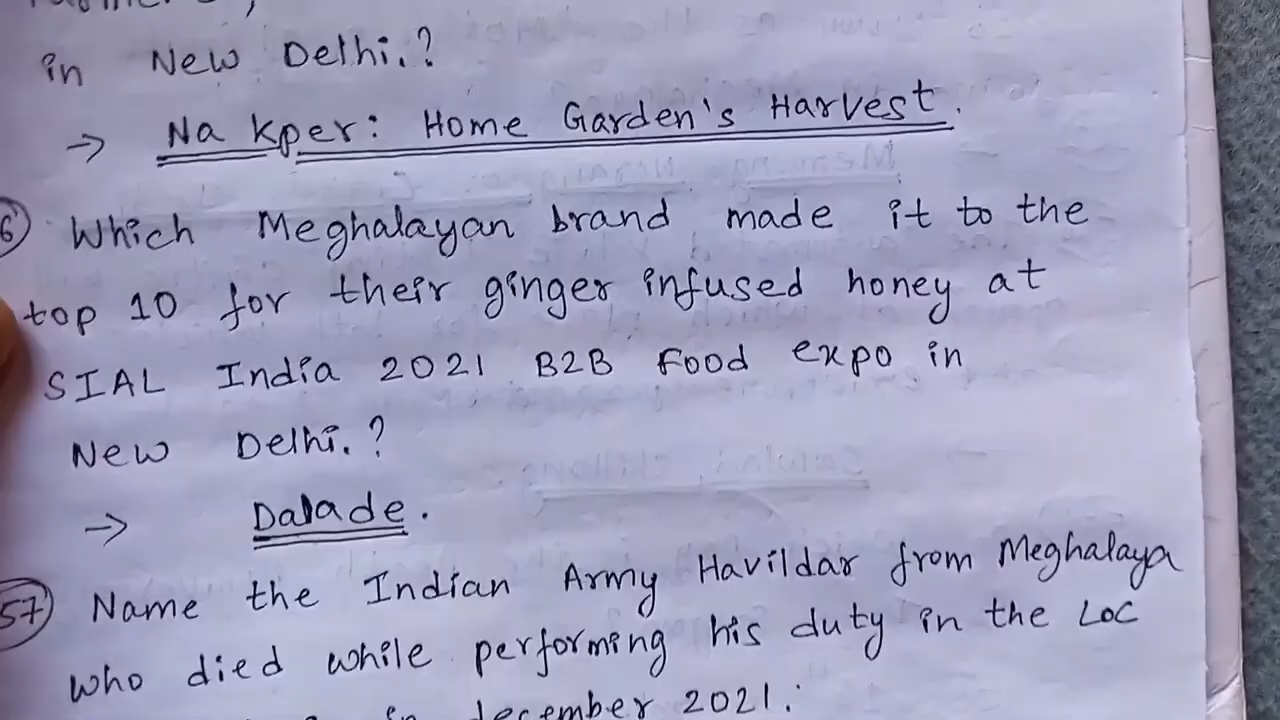 in New Delhi.?
→ Na Kper: Home Garden's Harvest.
6) Which Meghalayan brand made it to the
top 10 for their ginger infused honey at
SIAL India 2021 B2B Food expo in
New Delhi.?
→ Dalade.
57) Name the Indian Army Havildar from Meghalaya
who died while performing his duty in the LOC
in december 2021.